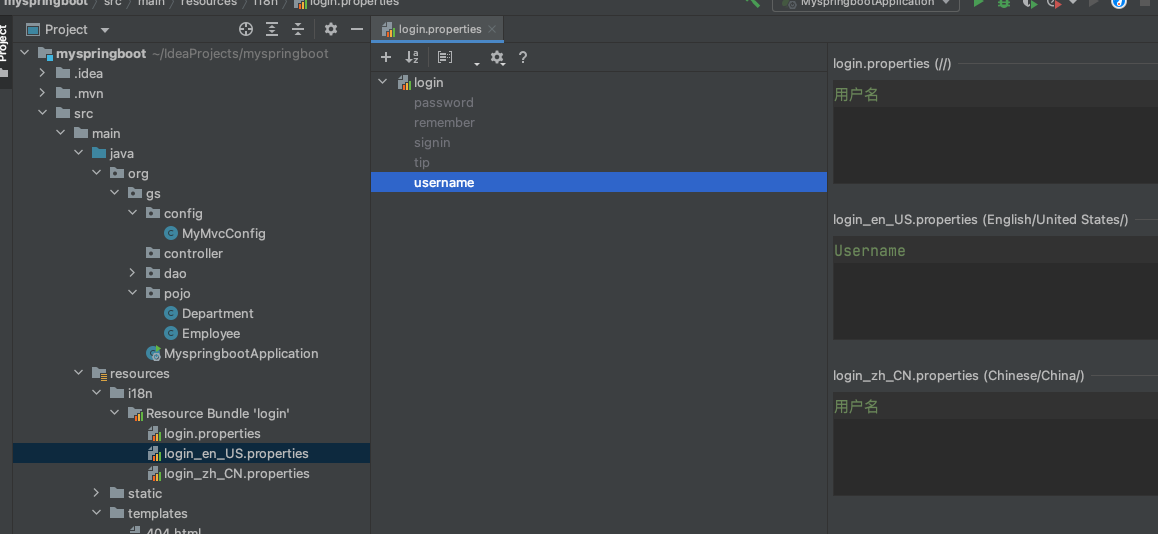 myspringboot src main resources i18n login.properties
MyspringbootApplication
Project
Project
login.properties
myspringboot ~/IdeaProjects/myspringboot
.idea
.mvn
src
main
java
org
gs
config
MyMvcConfig
controller
dao
pojo
Department
Employee
MyspringbootApplication
resources
i18n
Resource Bundle 'login'
login.properties
login_en_US.properties
login_zh_CN.properties
static
templates
404.html
login
password
remember
signin
tip
username
login.properties (//)
用户名
login_en_US.properties (English/United States/)
Username
login_zh_CN.properties (Chinese/China/)
用户名